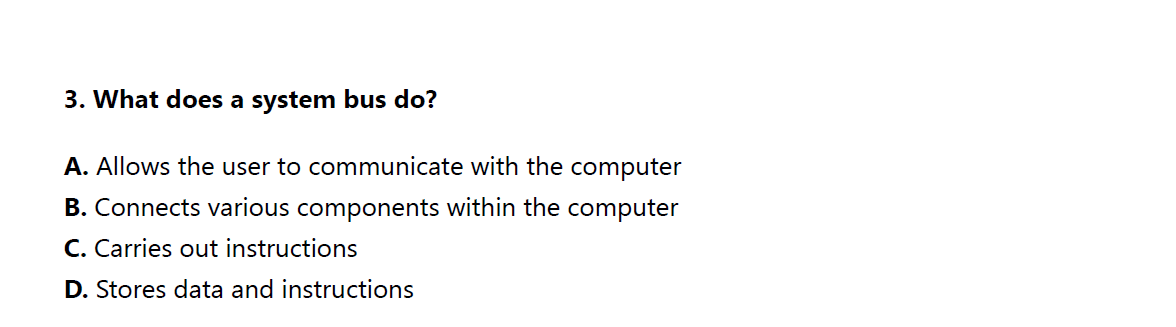 3. What does a system bus do?
A. Allows the user to communicate with the computer
B. Connects various components within the computer
C. Carries out instructions
D. Stores data and instructions